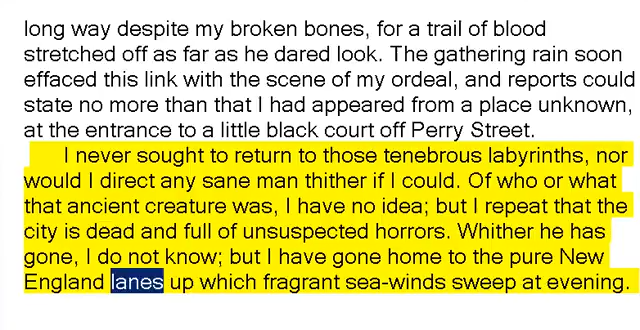 long way despite my broken bones, for a trail of blood
stretched off as far as he dared look. The gathering rain soon
effaced this link with the scene of my ordeal, and reports could
state no more than that I had appeared from a place unknown,
at the entrance to a little black court off Perry Street.
I never sought to return to those tenebrous labyrinths, nor
would I direct any sane man thither if I could. Of who or what
that ancient creature was, I have no idea; but I repeat that the
city is dead and full of unsuspected horrors. Whither he has
gone, I do not know; but I have gone home to the pure New
England lanes up which fragrant sea-winds sweep at evening.